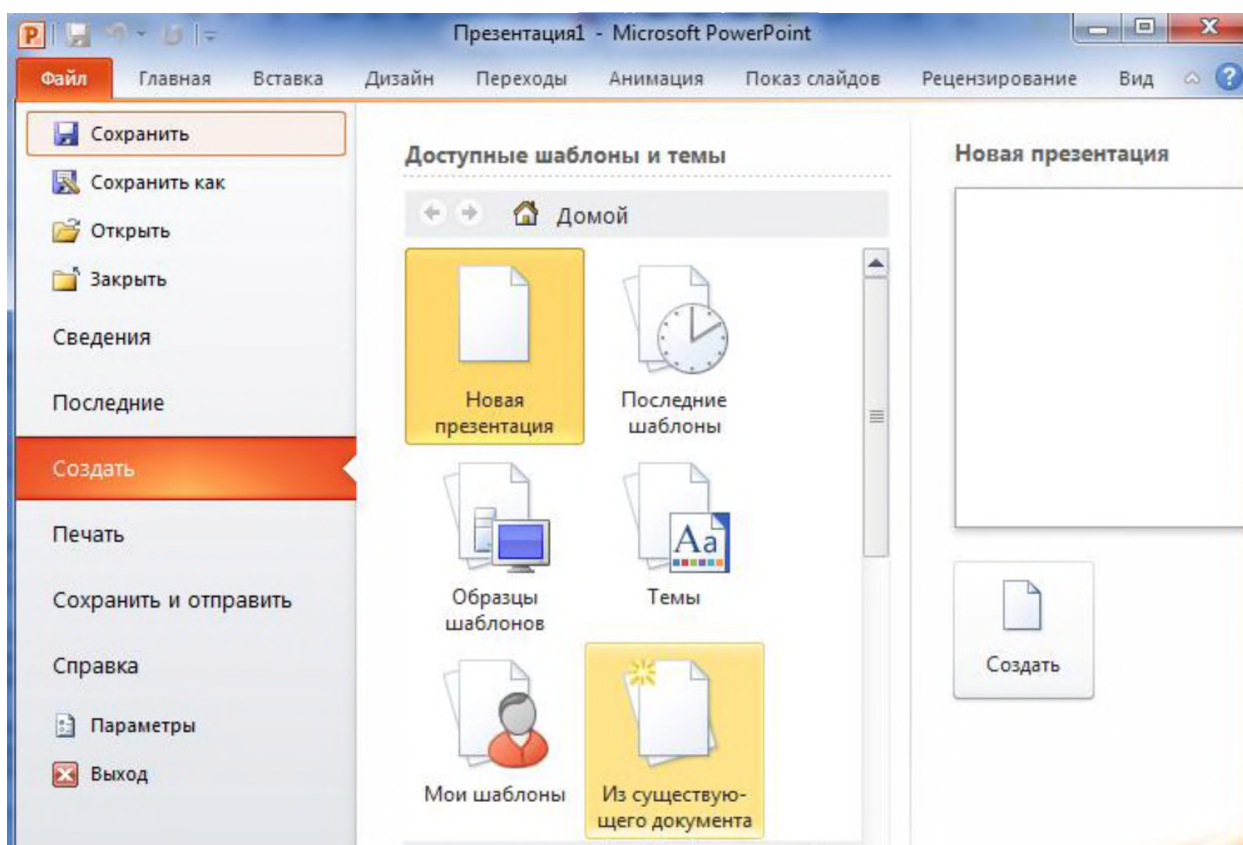 Презентация1 - Microsoft PowerPoint
Файл Главная Вставка Дизайн Переходы Анимация Показ слайдов Рецензирование Вид
Сохранить
Сохранить как
Открыть
Закрыть
Сведения
Последние
Создать
Печать
Сохранить и отправить
Справка
Параметры
Выход
Доступные шаблоны и темы
Домой
Новая
презентация
Последние
шаблоны
Образцы
шаблонов
Aa
Темы
Мои шаблоны
Из существую-
щего документа
Новая презентация
Создать